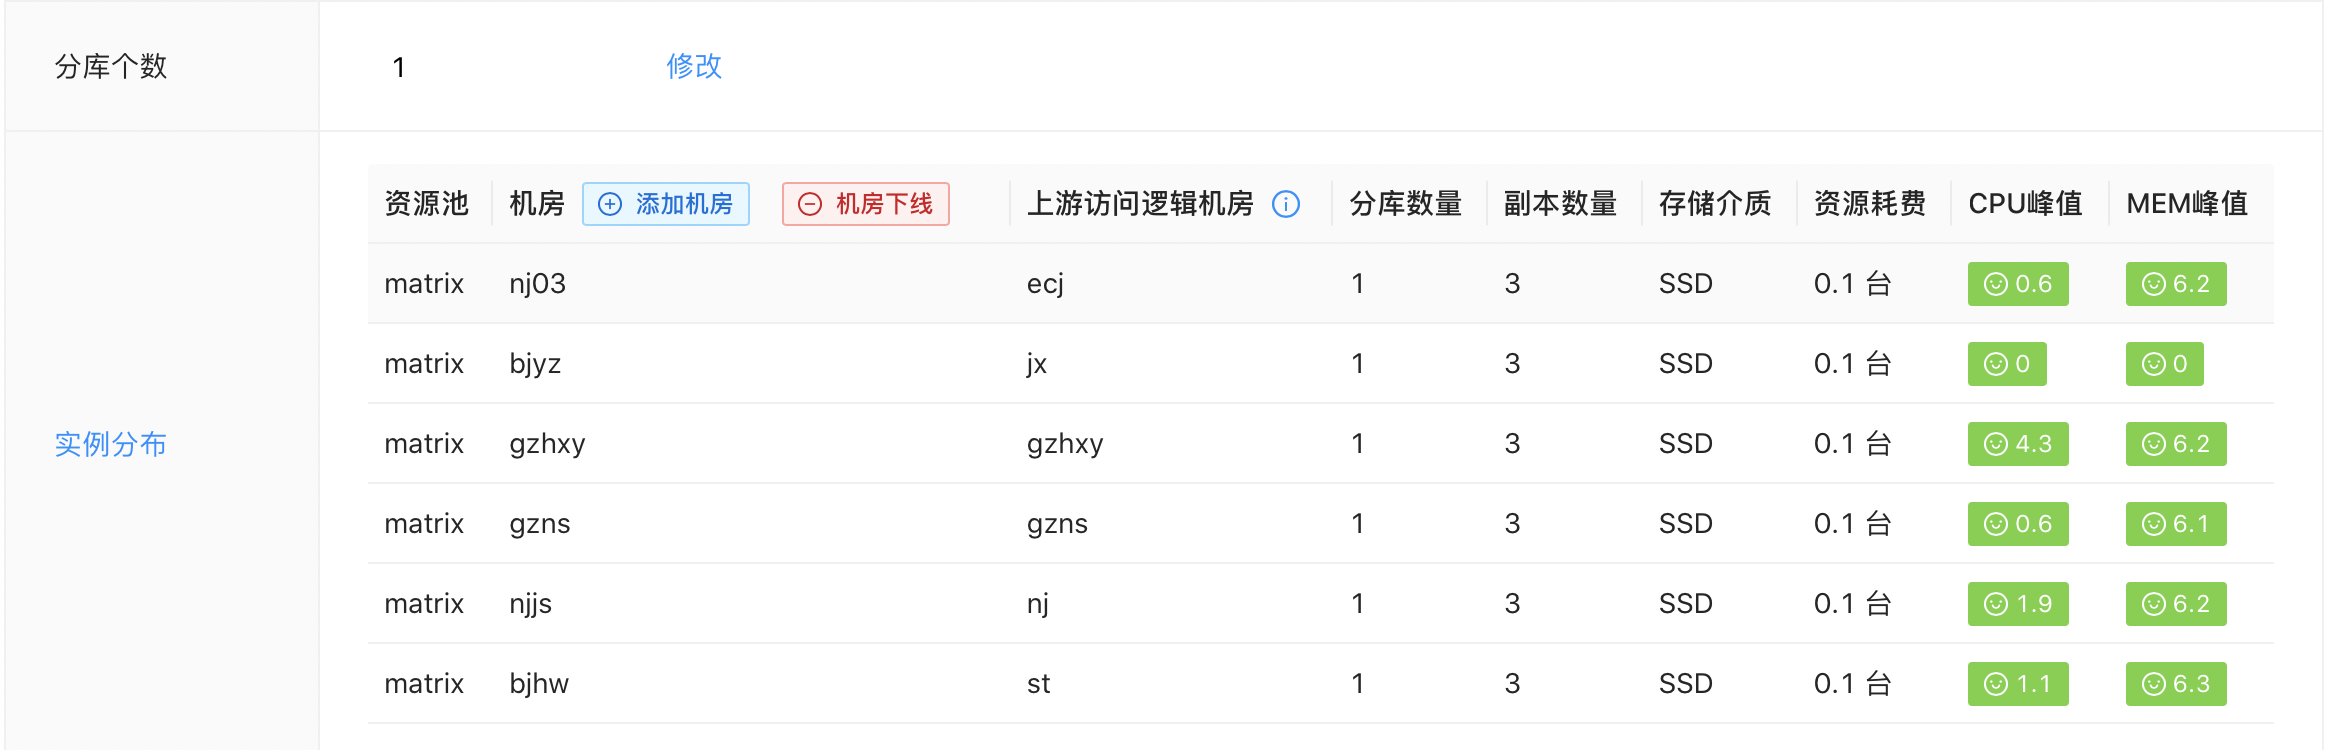 分库个数 1 修改
资源池 机房 添加机房 机房下线 上游访问逻辑机房 分库数量 副本数量 存储介质 资源耗费 CPU峰值 MEM峰值
matrix nj03 ecj 1 3 SSD 0.1 台 0.6 6.2
matrix bjyz jx 1 3 SSD 0.1 台 0 0
实例分布
matrix gzhxy gzhxy 1 3 SSD 0.1 台 4.3 6.2
matrix gzns gzns 1 3 SSD 0.1 台 0.6 6.1
matrix njjs nj 1 3 SSD 0.1 台 1.9 6.2
matrix bjhw st 1 3 SSD 0.1 台 1.1 6.3